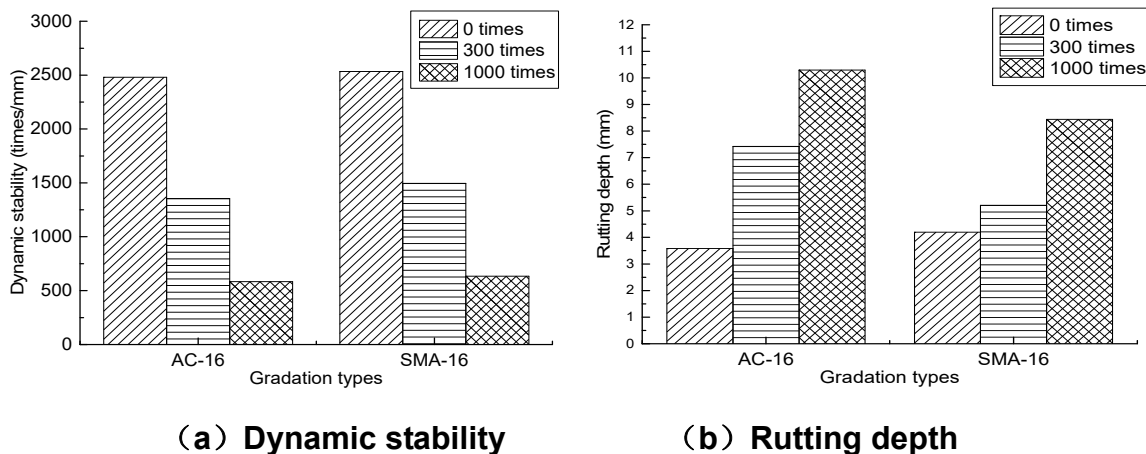 3000
2500
2000
1500
1000
500
0
Dynamic stability (times/mm)
0 times
300 times
1000 times
AC-16
SMA-16
Gradation types
（a）Dynamic stability
12
11
10
9
8
7
6
5
4
3
2
1
0
Rutting depth (mm)
0 times
300 times
1000 times
AC-16
SMA-16
Gradation types
（b）Rutting depth